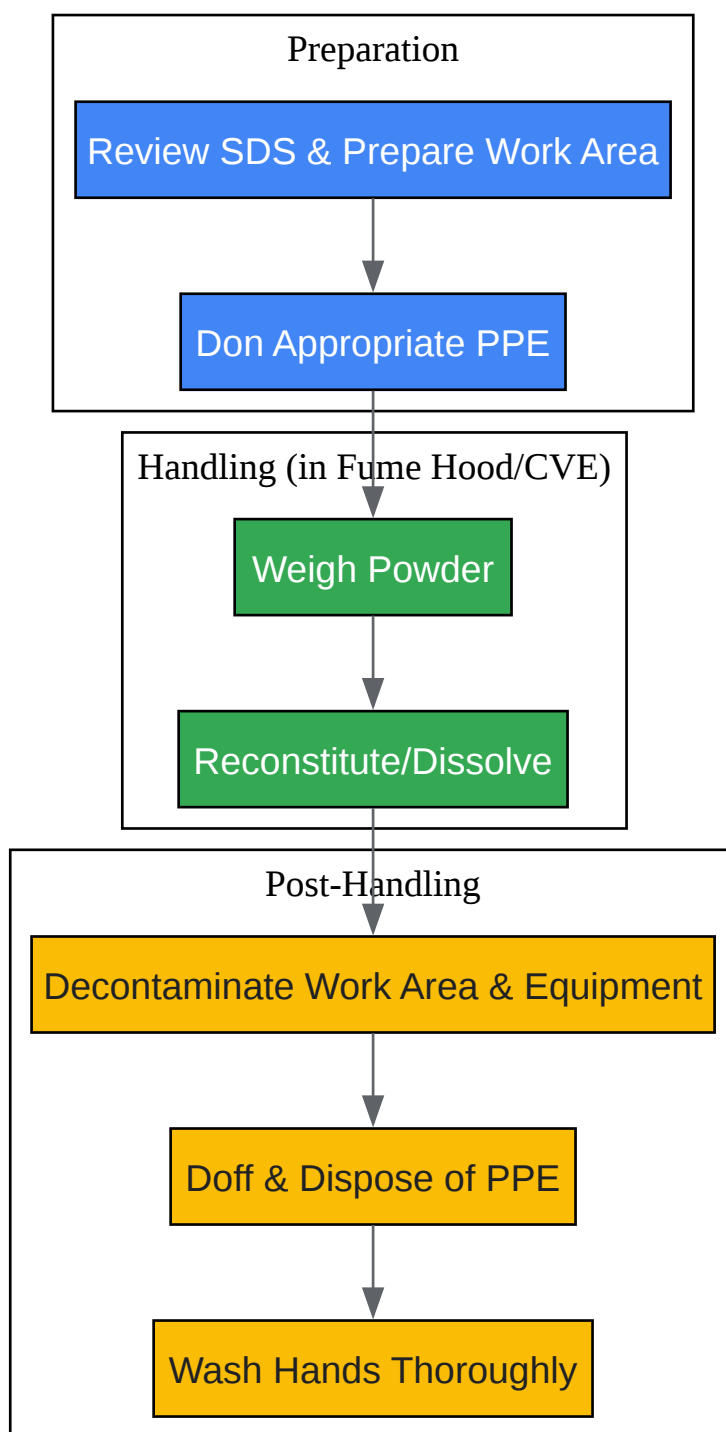 Preparation
Review SDS & Prepare Work Area
Don Appropriate PPE
Handling (in Fume Hood/CVE)
Weigh Powder
Reconstitute/Dissolve
Post-Handling
Decontaminate Work Area & Equipment
Doff & Dispose of PPE
Wash Hands Thoroughly